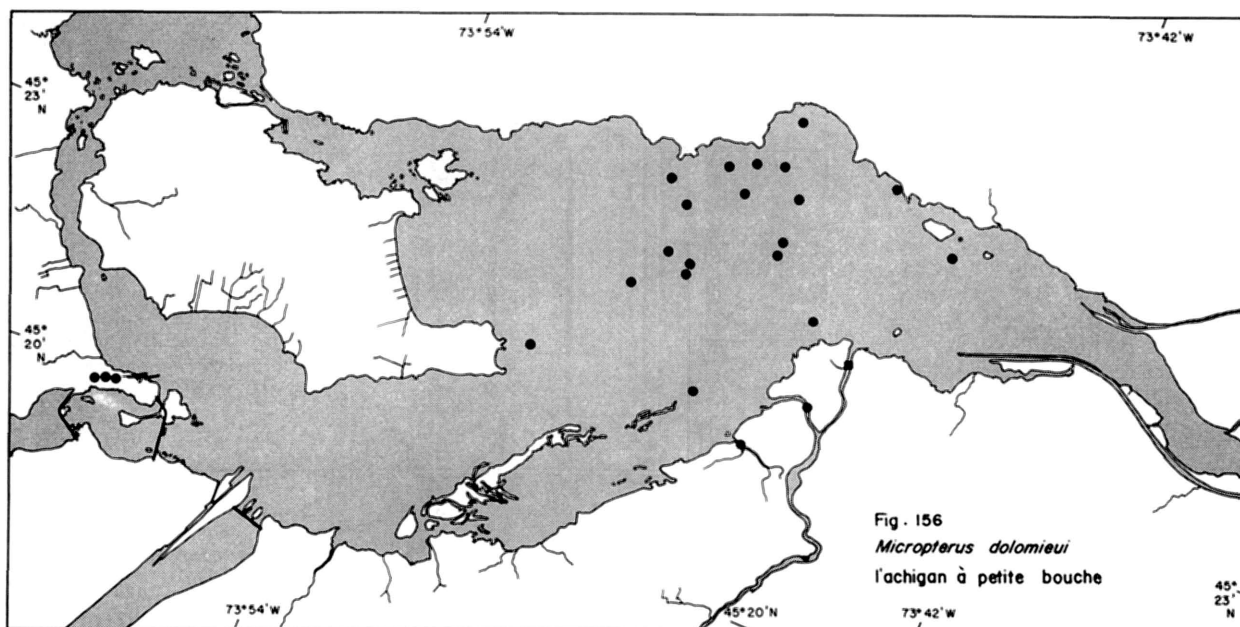 73°54'W
73°42'W
45°
23'
N
45°
20'
N
Fig. 156
Micropterus dolomieui
l'achigan à petite bouche
73°54'W
45°20'N
73°42'W
45°
23'
N